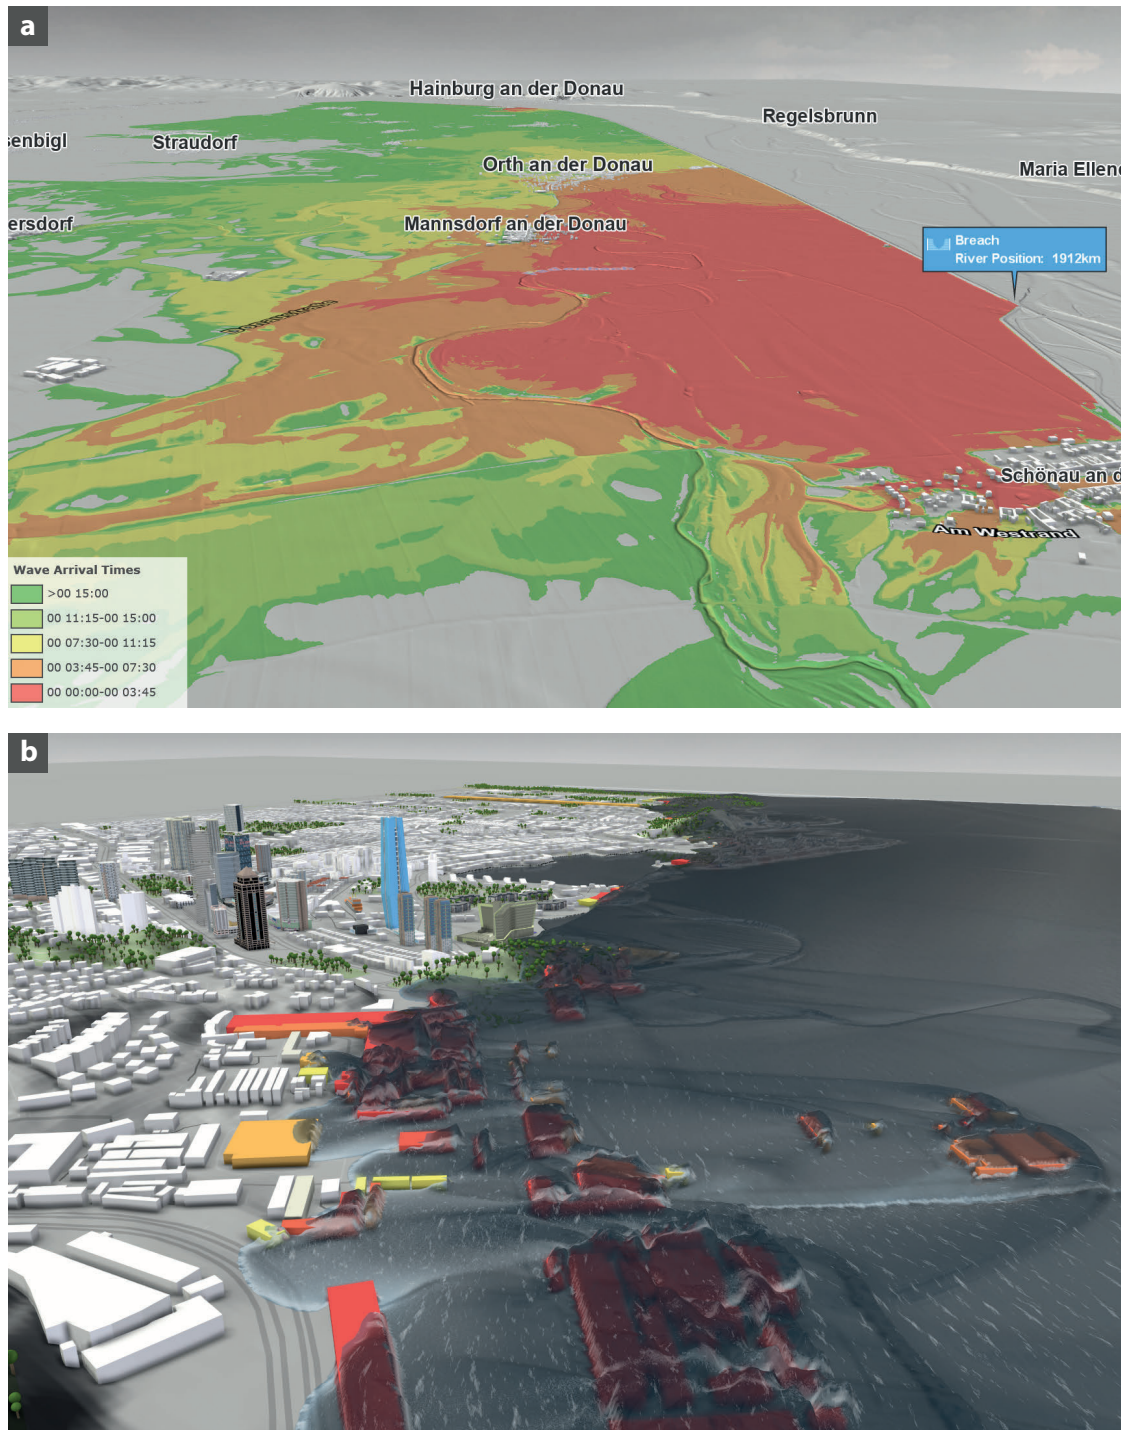 a
Hainburg an der Donau
Regelsbrunn
senbigl
Straudorf
Orth an der Donau
Maria Ellend
ersdorf
Mannsdorf an der Donau
Breach
River Position: 1912km
Schönau an d
Am Westrand
Wave Arrival Times
>00 15:00
00 11:15-00 15:00
00 07:30-00 11:15
00 03:45-00 07:30
00 00:00-00 03:45
b